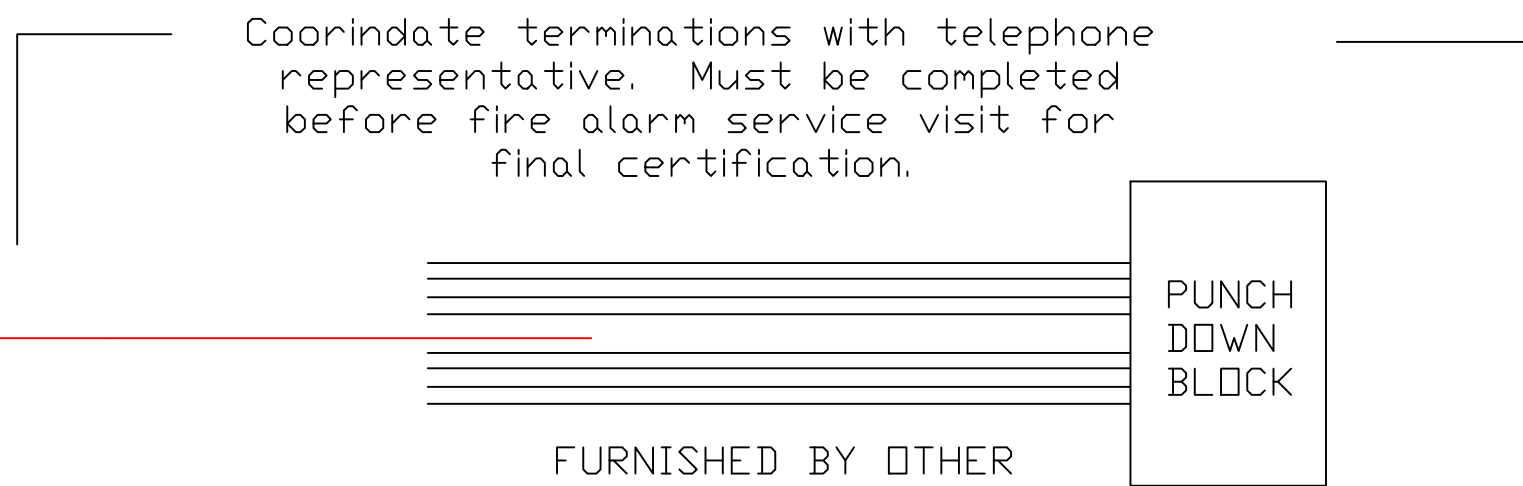 Coorindate terminations with telephone
representative. Must be completed
before fire alarm service visit for
final certification.
PUNCH
DOWN
BLOCK
FURNISHED BY OTHER